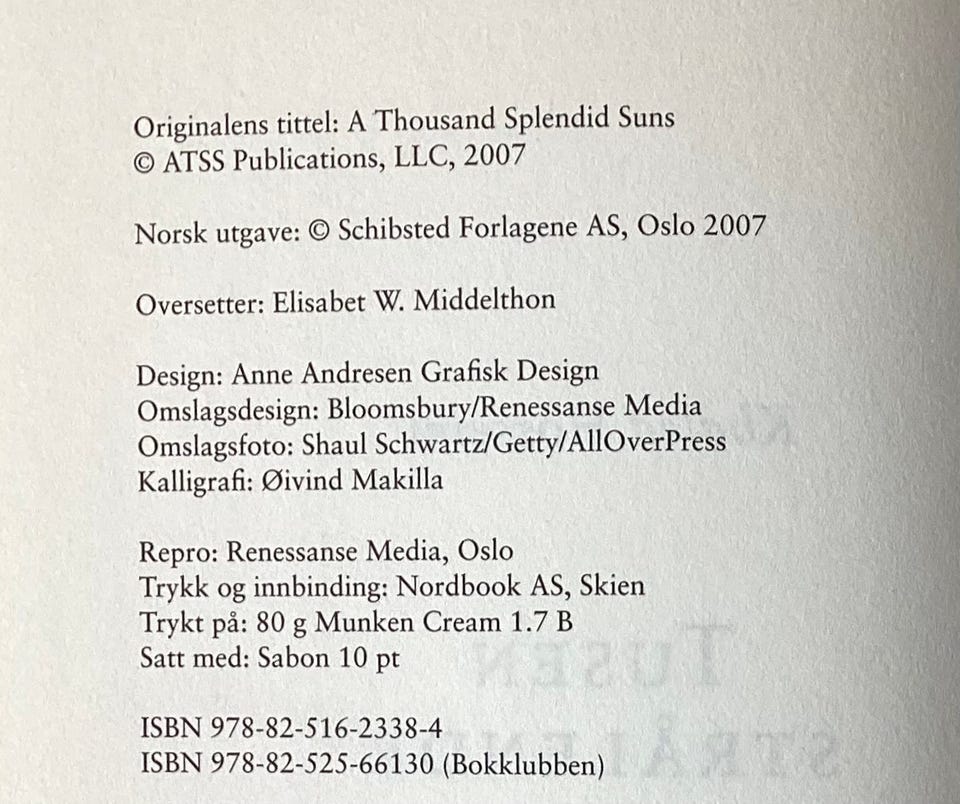 Originalens tittel: A Thousand Splendid Suns
© ATSS Publications, LLC, 2007
Norsk utgave: © Schibsted Forlagene AS, Oslo 2007
Oversetter: Elisabet W. Middelthon
Design: Anne Andresen Grafisk Design
Omslagsdesign: Bloomsbury/Renessanse Media
Omslagsfoto: Shaul Schwartz/Getty/AllOverPress
Kalligrafi: Øivind Makilla
Repro: Renessanse Media, Oslo
Trykk og innbinding: Nordbook AS, Skien
Trykt på: 80 g Munken Cream 1.7 B
Satt med: Sabon 10 pt
ISBN 978-82-516-2338-4
ISBN 978-82-525-66130 (Bokklubben)